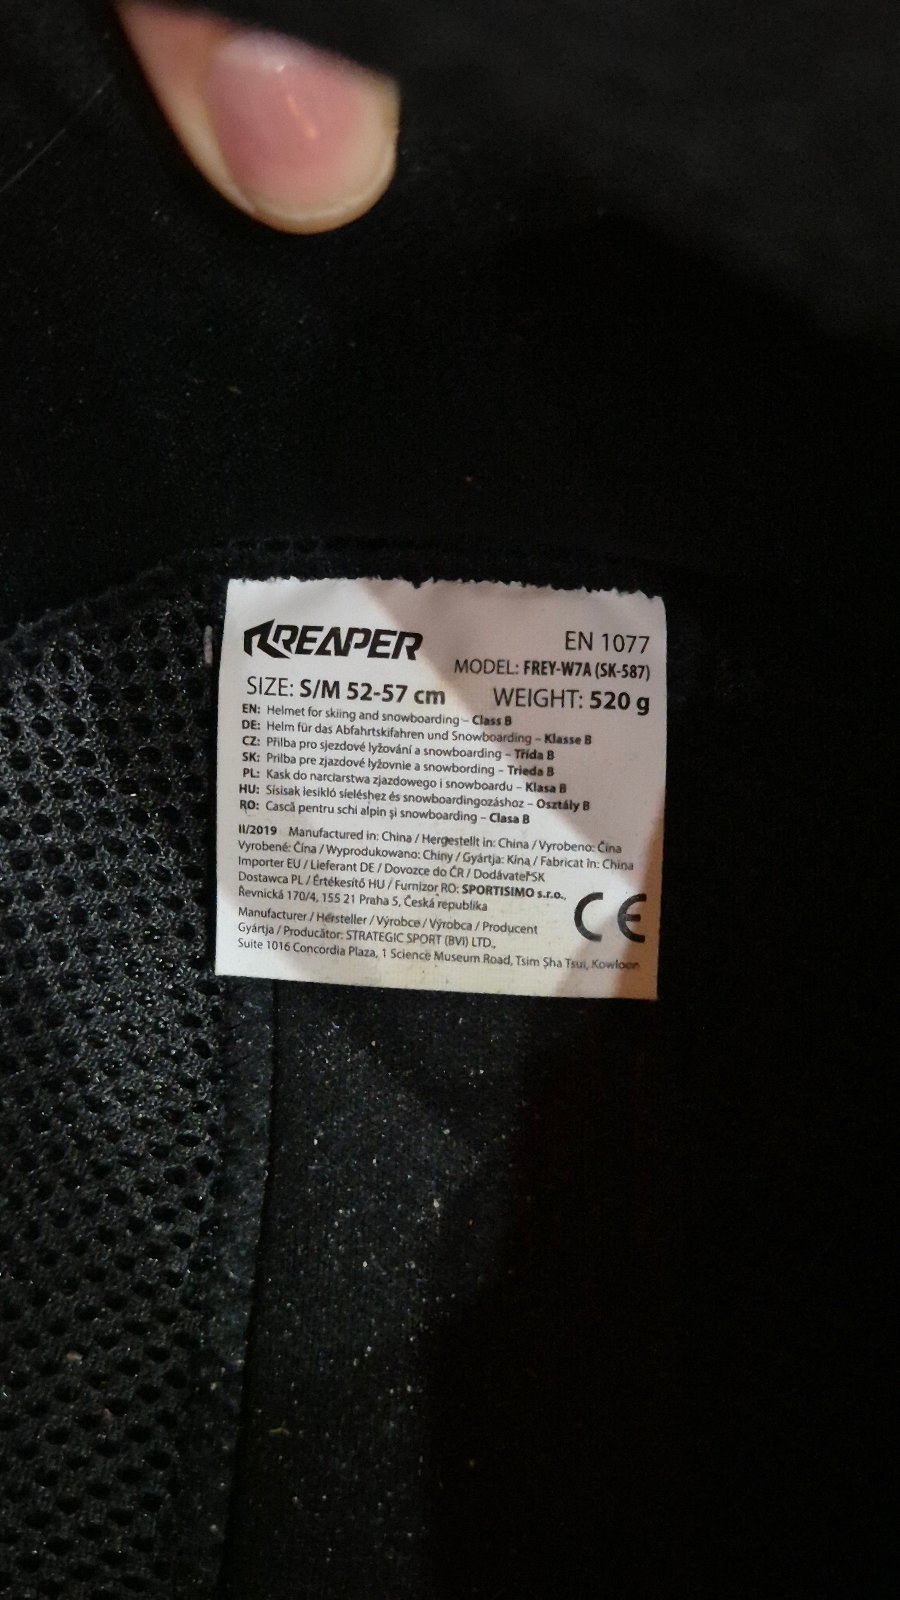 REAPER
EN 1077
MODEL: FREY-W7A (SK-587)
SIZE: S/M 52-57 cm WEIGHT: 520 g
EN: Helmet for skiing and snowboarding – Class B
DE: Helm für das Abfahrtskifahren und Snowboarding – Klasse B
CZ: Přilba pro sjezdové lyžování a snowboarding – Třída B
SK: Prilba pre zjazdové lyžovnie a snowbording – Trieda B
PL: Kask do narciarstwa zjazdowego i snowboardu – Klasa B
HU: Sísisak lesikló síeléshez és snowboardingozáshoz – Osztály B
RO: Cască pentru schi alpin și snowboarding – Clasa B
II/2019 Manufactured in: China / Hergestellt in: China / Vyrobeno: Čína
Vyrobené: Čína / Wyprodukowano: Chiny / Gyártja: Kína / Fabricat în: China
Importer EU / Lieferant DE / Dovozce do ČR / Dodávateľ SK
Dostawca PL / Értékesítő HU / Furnizor RO: SPORTISIMO s.r.o.,
Řevnická 170/4, 155 21 Praha 5, Česká republika
CE
Manufacturer / Hersteller / Výrobce / Výrobca / Producent
Gyártja / Producător: STRATEGIC SPORT (BVI) LTD.,
Suite 1016 Concordia Plaza, 1 Science Museum Road, Tsim Sha Tsui, Kowloon